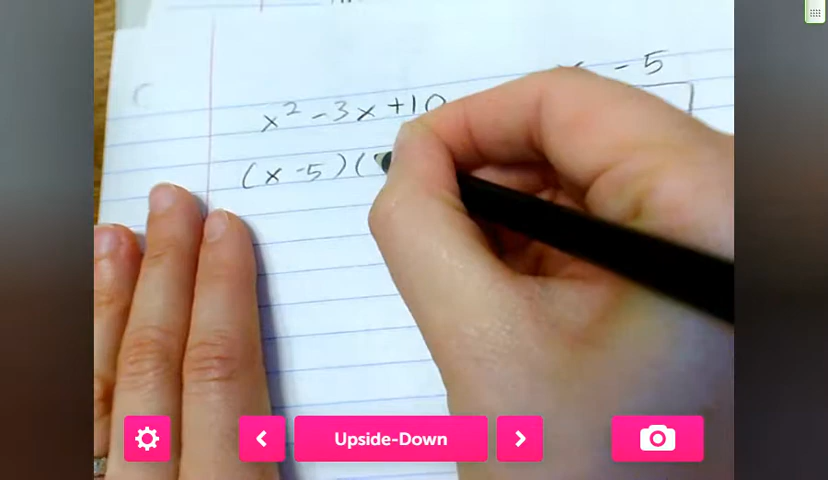 x - 5
x² - 3x + 10
(x - 5)(
Upside-Down